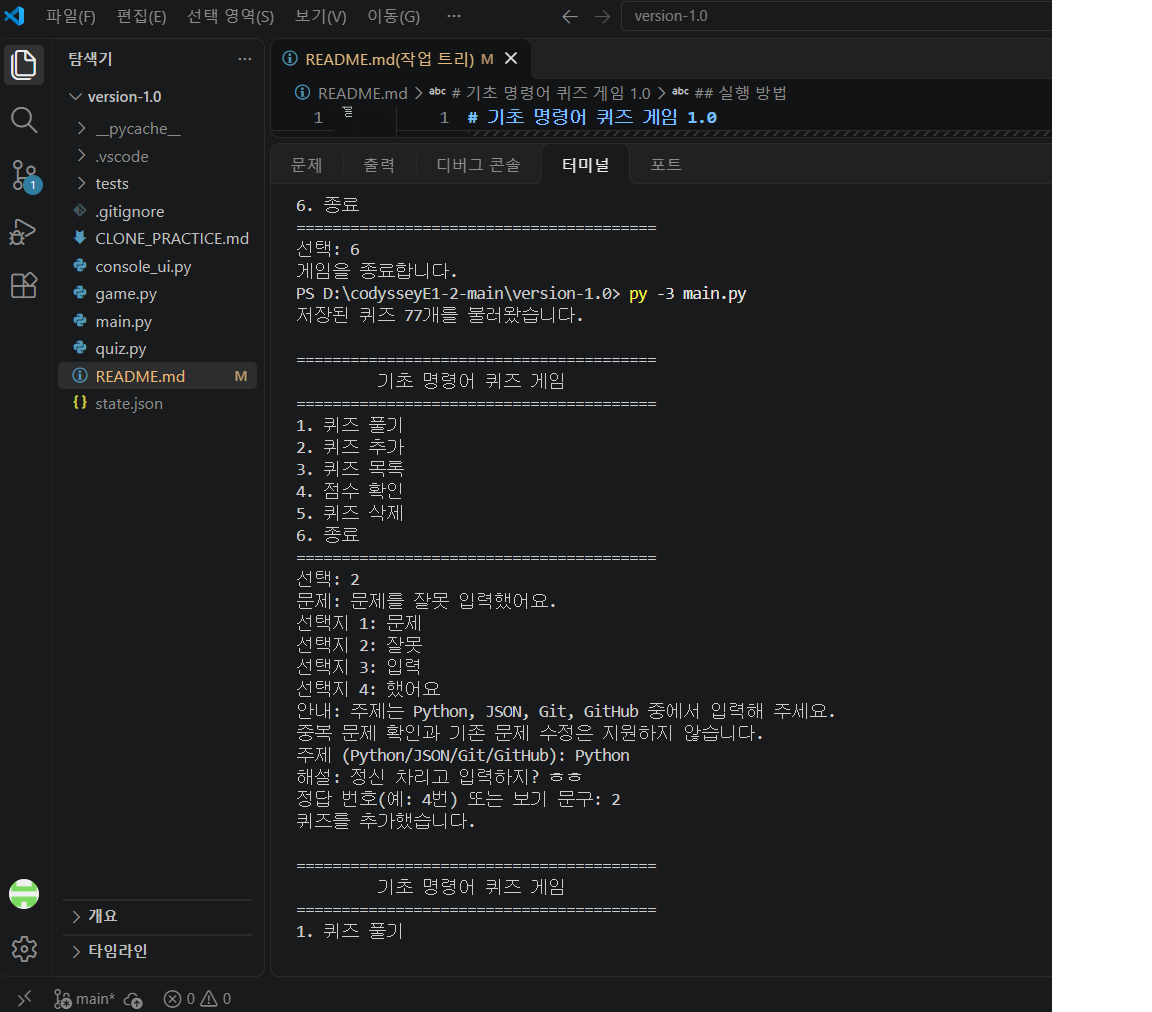 파일(F) 편집(E) 선택 영역(S) 보기(V) 이동(G) ··· ← → version-1.0
탐색기 ···
version-1.0
__pycache__
.vscode
tests
.gitignore
CLONE_PRACTICE.md
console_ui.py
game.py
main.py
quiz.py
README.md M
state.json
개요
타임라인
README.md(작업 트리) M
README.md > abc # 기초 명령어 퀴즈 게임 1.0 > abc ## 실행 방법
1 1 # 기초 명령어 퀴즈 게임 1.0
문제 출력 디버그 콘솔 터미널 포트
6. 종료
========================================
선택: 6
게임을 종료합니다.
PS D:\codysseyE1-2-main\version-1.0> py -3 main.py
저장된 퀴즈 77개를 불러왔습니다.
========================================
기초 명령어 퀴즈 게임
========================================
1. 퀴즈 풀기
2. 퀴즈 추가
3. 퀴즈 목록
4. 점수 확인
5. 퀴즈 삭제
6. 종료
========================================
선택: 2
문제: 문제를 잘못 입력했어요.
선택지 1: 문제
선택지 2: 잘못
선택지 3: 입력
선택지 4: 했어요
안내: 주제는 Python, JSON, Git, GitHub 중에서 입력해 주세요.
중복 문제 확인과 기존 문제 수정은 지원하지 않습니다.
주제 (Python/JSON/Git/GitHub): Python
해설: 정신 차리고 입력하지? ㅎㅎ
정답 번호(예: 4번) 또는 보기 문구: 2
퀴즈를 추가했습니다.
========================================
기초 명령어 퀴즈 게임
========================================
1. 퀴즈 풀기
1
main* 0 0